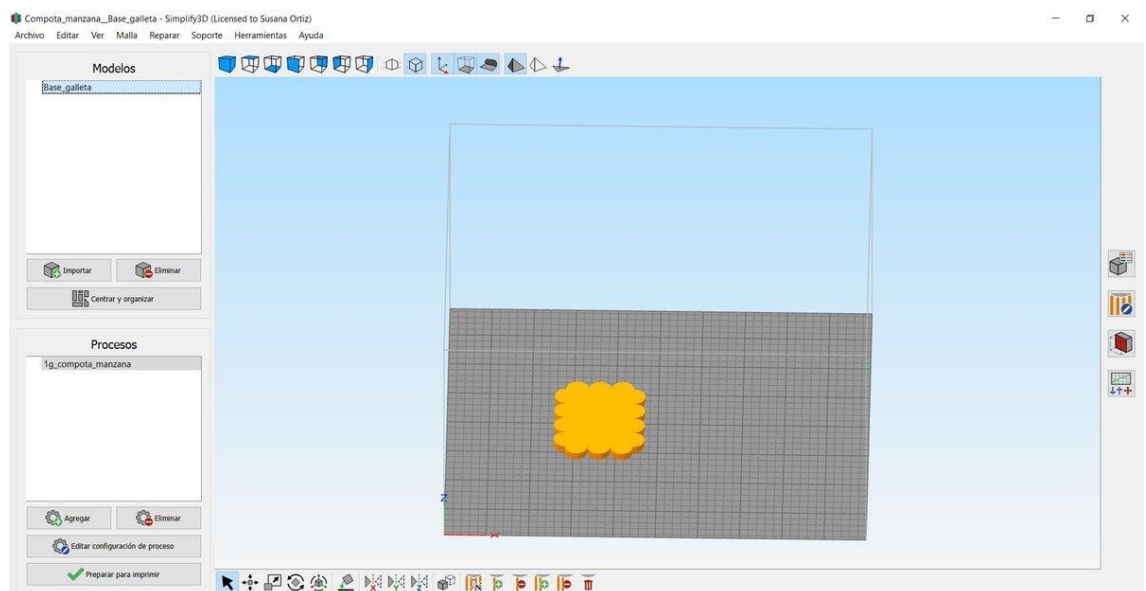 Compota_manzana__Base_galleta - Simplify3D (Licensed to Susana Ortiz)
Archivo Editar Ver Malla Reparar Soporte Herramientas Ayuda
Modelos
Base_galleta
Importar Eliminar
Centrar y organizar
Procesos
1g_compota_manzana
Agregar Eliminar
Editar configuración de proceso
Preparar para imprimir
Z
X
X Y Z